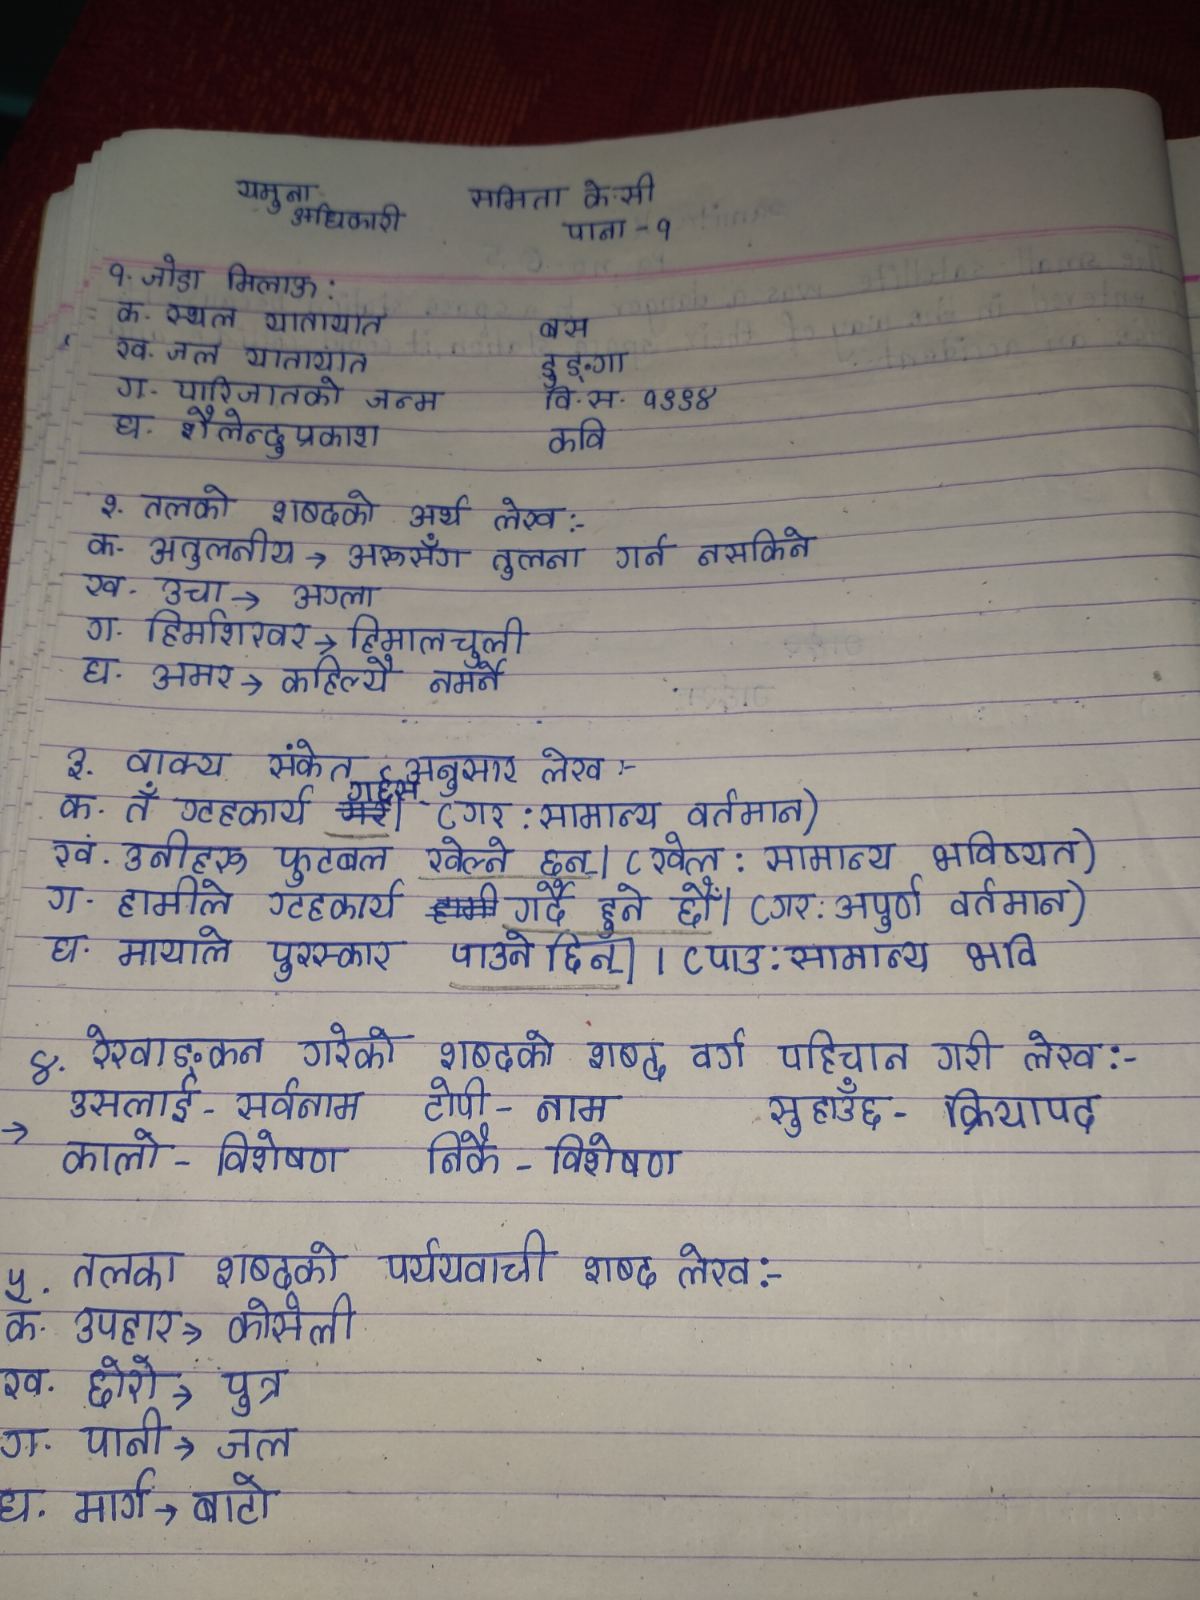 यमुना अधिकारी समिता के.सी
पाना - १
१. जोडा मिलाऊ :
क. स्थल यातायात बस
ख. जल यातायात डुङ्गा
ग. पारिजातको जन्म वि.स. १९९४
घ. शैलेन्दुप्रकाश कवि
२. तलको शब्दको अर्थ लेख :-
क. अतुलनीय → अरूसँग तुलना गर्न नसकिने
ख. उचा → अग्ला
ग. हिमशिखर → हिमालचुली
घ. अमर → कहिल्यै नमर्ने
३. वाक्य संकेत अनुसार लेख :-
क. तँ गृहकार्य गर्छस् । (गर : सामान्य वर्तमान)
ख. उनीहरू फुटबल खेल्ने छन् । (खेल : सामान्य भविष्यत)
ग. हामीले गृहकार्य हामी गर्दै हुने छौं। (गर : अपुर्ण वर्तमान)
घ. मायाले पुरस्कार पाउने छिन् । । (पाउ : सामान्य भवि
४. रेखाङ्कन गरेको शब्दको शब्द वर्ग पहिचान गरी लेख :-
→ उसलाई - सर्वनाम टोपी - नाम सुहाउँछ - क्रियापद
कालो - विशेषण निकै - विशेषण
५. तलका शब्दको पर्ययवाची शब्द लेख :-
क. उपहार → कोसेली
ख. छोरो → पुत्र
ग. पानी → जल
घ. मार्ग → बाटो